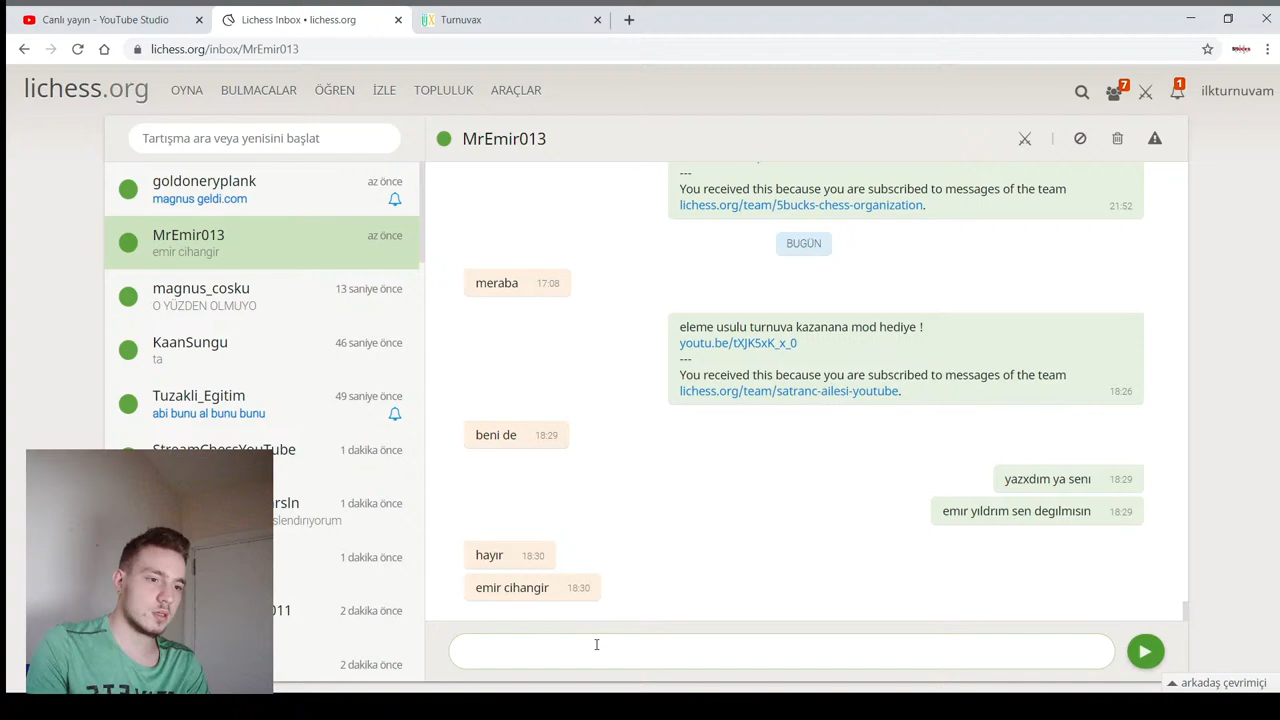 Canlı yayın - YouTube Studio
Lichess Inbox • lichess.org
Turnuvax
lichess.org/inbox/MrEmir013
lichess.org
OYNA
BULMACALAR
ÖĞREN
İZLE
TOPLULUK
ARAÇLAR
7
1
ilkturnuvam
Tartışma ara veya yenisini başlat
goldoneryplank
az önce
magnus geldi.com
MrEmir013
az önce
emir cihangir
magnus_cosku
13 saniye önce
O YÜZDEN OLMUYO
KaanSungu
46 saniye önce
ta
Tuzakli_Egitim
49 saniye önce
abi bunu al bunu bunu
StreamChessYouTube
1 dakika önce
rsln
1 dakika önce
slendiriyorum
1 dakika önce
011
2 dakika önce
2 dakika önce
MrEmir013
---
You received this because you are subscribed to messages of the team
lichess.org/team/5bucks-chess-organization.
21:52
BUGÜN
meraba 17:08
eleme usulu turnuva kazanana mod hediye !
youtu.be/tXJK5xK_x_0
---
You received this because you are subscribed to messages of the team
lichess.org/team/satranc-ailesi-youtube.
18:26
beni de 18:29
yazxdım ya senı 18:29
emır yıldrım sen degılmısın 18:29
hayır 18:30
emir cihangir 18:30
arkadaş çevrimiçi